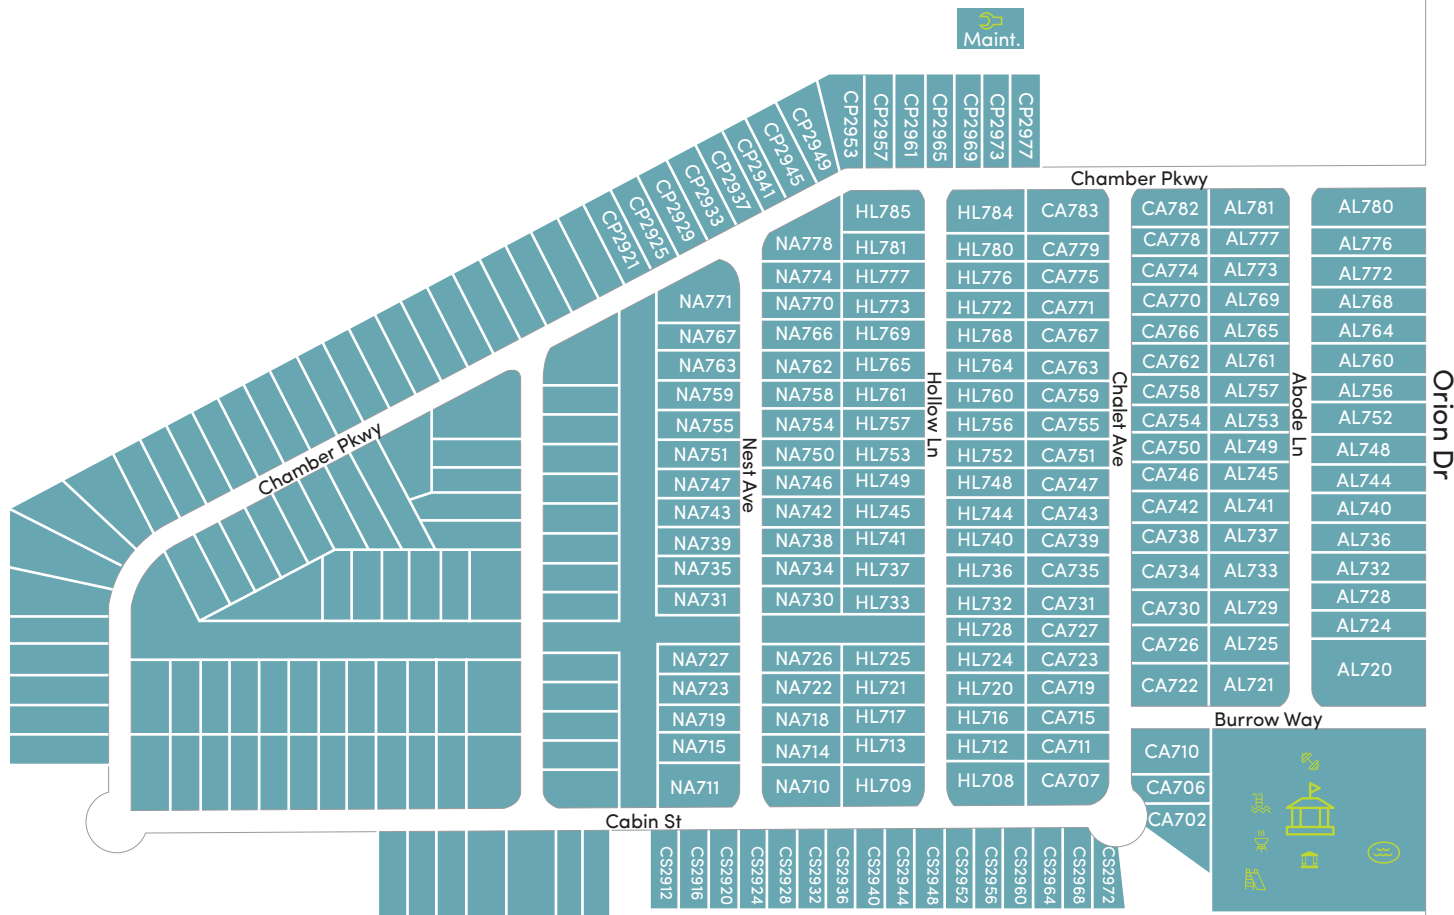 Maint.
CP2921
CP2925
CP2929
CP2933
CP2937
CP2941
CP2945
CP2949
CP2953
CP2957
CP2961
CP2965
CP2969
CP2973
CP2977
Chamber Pkwy
Chamber Pkwy
NA771
NA767
NA763
NA759
NA755
NA751
NA747
NA743
NA739
NA735
NA731
NA727
NA723
NA719
NA715
NA711
Nest Ave
NA778
NA774
NA770
NA766
NA762
NA758
NA754
NA750
NA746
NA742
NA738
NA734
NA730
NA726
NA722
NA718
NA714
NA710
HL785
HL781
HL777
HL773
HL769
HL765
HL761
HL757
HL753
HL749
HL745
HL741
HL737
HL733
HL725
HL721
HL717
HL713
HL709
Hollow Ln
HL784
HL780
HL776
HL772
HL768
HL764
HL760
HL756
HL752
HL748
HL744
HL740
HL736
HL732
HL728
HL724
HL720
HL716
HL712
HL708
CA783
CA779
CA775
CA771
CA767
CA763
CA759
CA755
CA751
CA747
CA743
CA739
CA735
CA731
CA727
CA723
CA719
CA715
CA711
CA707
Chalet Ave
CA782
CA778
CA774
CA770
CA766
CA762
CA758
CA754
CA750
CA746
CA742
CA738
CA734
CA730
CA726
CA722
CA710
CA706
CA702
AL781
AL777
AL773
AL769
AL765
AL761
AL757
AL753
AL749
AL745
AL741
AL737
AL733
AL729
AL725
AL721
Abode Ln
AL780
AL776
AL772
AL768
AL764
AL760
AL756
AL752
AL748
AL744
AL740
AL736
AL732
AL728
AL724
AL720
Orion Dr
Burrow Way
Cabin St
CS2912
CS2916
CS2920
CS2924
CS2928
CS2932
CS2936
CS2940
CS2944
CS2948
CS2952
CS2956
CS2960
CS2964
CS2968
CS2972